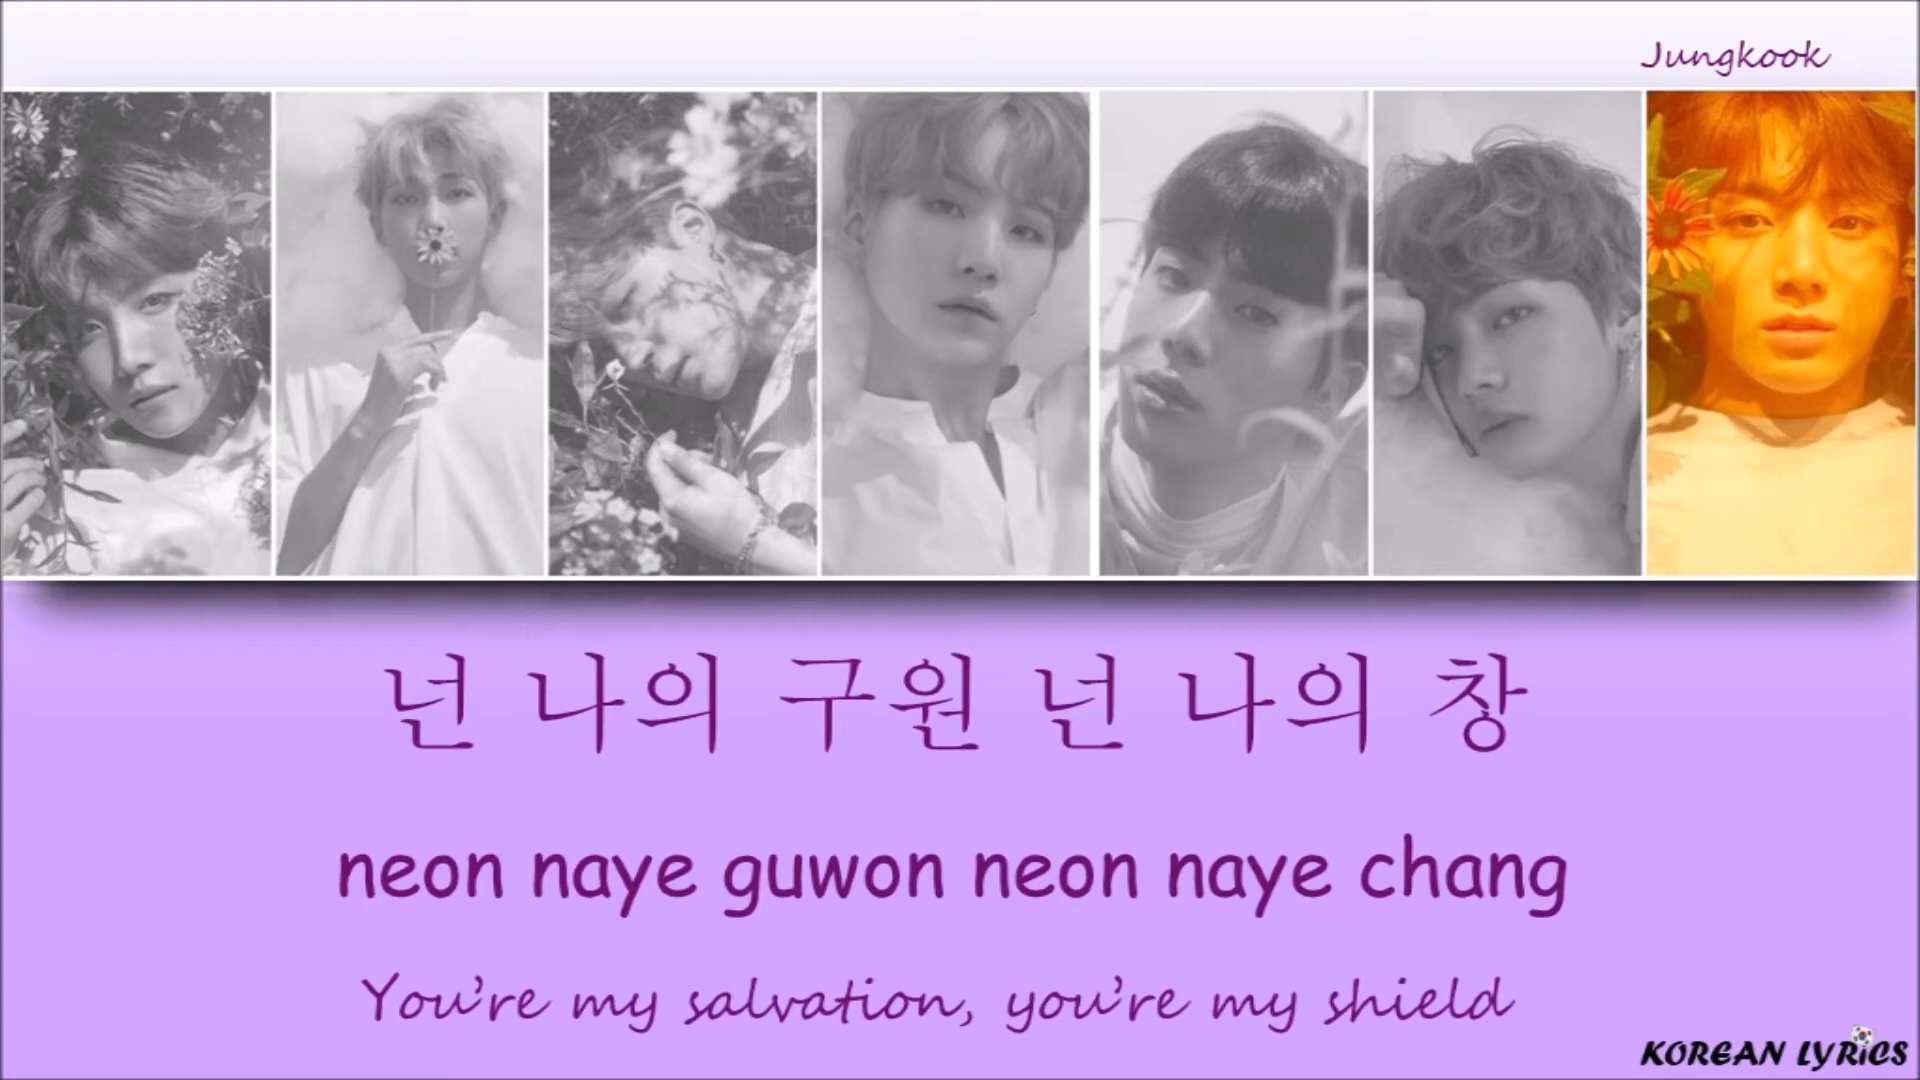 Jungkook
넌 나의 구원 넌 나의 창
neon naye guwon neon naye chang
You're my salvation, you're my shield
KOREAN LYRiCS